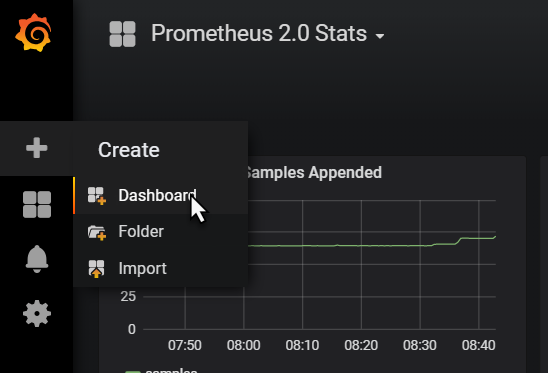 Prometheus 2.0 Stats
Create
Samples Appended
Dashboard
Folder
Import
25
0
07:50 08:00 08:10 08:20 08:30 08:40
samples